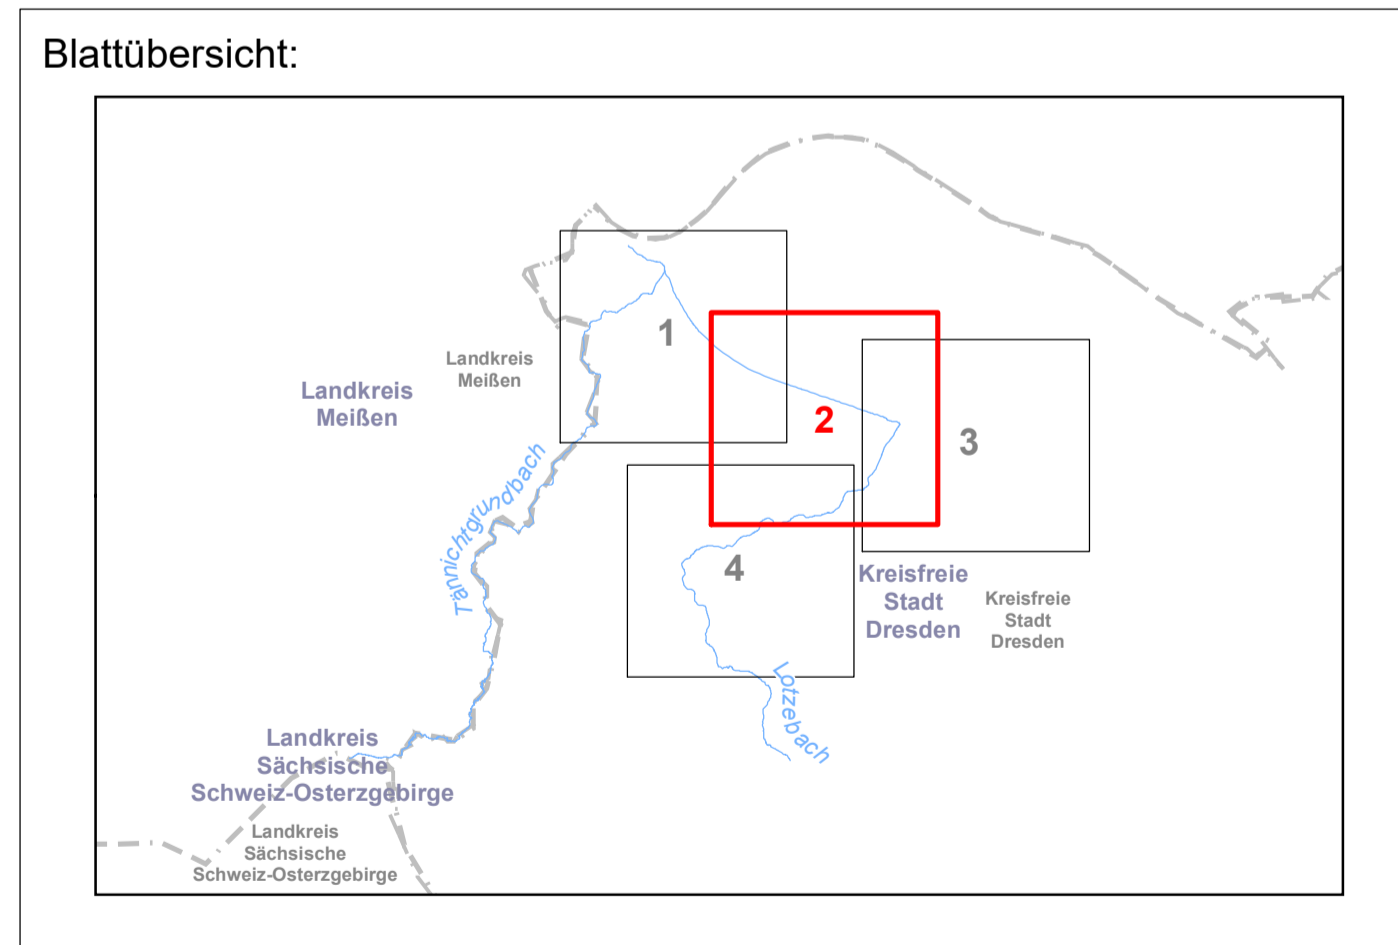 Blattübersicht:
1
Landkreis
Meißen
Landkreis
Meißen
2
3
Tännichtgrundbach
4
Kreisfreie
Stadt
Dresden
Kreisfreie
Stadt
Dresden
Lotzebach
Landkreis
Sächsische
Schweiz-Osterzgebirge
Landkreis
Sächsische
Schweiz-Osterzgebirge